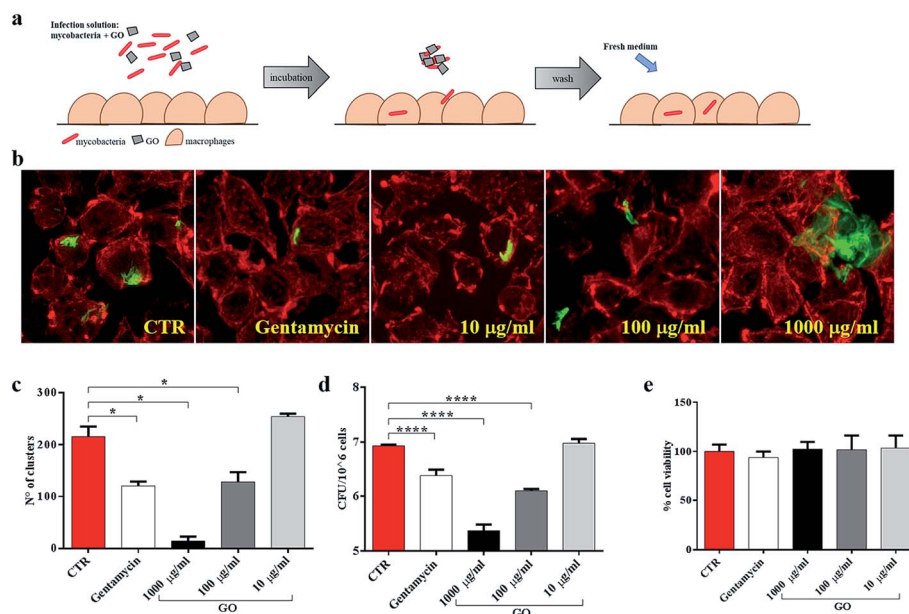 a
Infection solution:
mycobacteria + GO
incubation
wash
Fresh medium
mycobacteria
GO
macrophages
b
CTR
Gentamycin
10 µg/ml
100 µg/ml
1000 µg/ml
c
N° of clusters
300
200
100
0
*
*
*
CTR
Gentamycin
1000 µg/ml
100 µg/ml
10 µg/ml
GO
d
CFU/10^6 cells
8
7
6
5
****
****
****
CTR
Gentamycin
1000 µg/ml
100 µg/ml
10 µg/ml
GO
e
% cell viability
150
100
50
0
CTR
Gentamycin
1000 µg/ml
100 µg/ml
10 µg/ml
GO